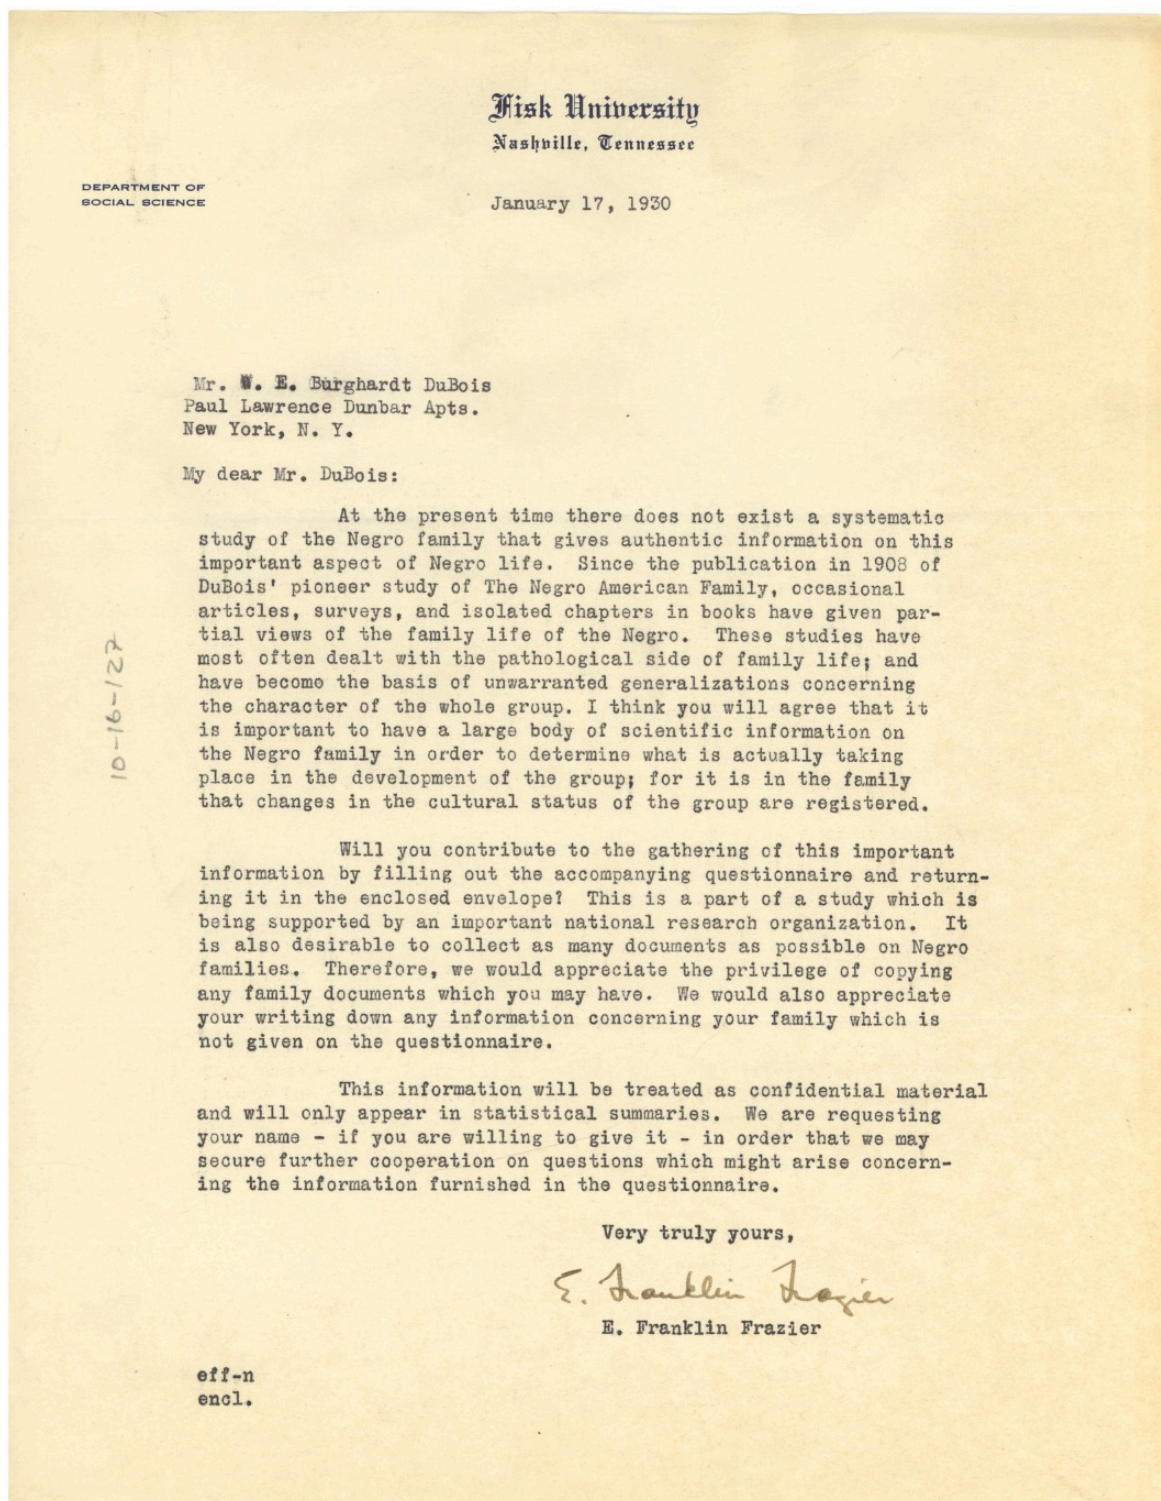 Fisk University
Nashville, Tennessee
DEPARTMENT OF
SOCIAL SCIENCE
January 17, 1930
Mr. W. E. Burghardt DuBois
Paul Lawrence Dunbar Apts.
New York, N. Y.
My dear Mr. DuBois:
At the present time there does not exist a systematic
study of the Negro family that gives authentic information on this
important aspect of Negro life. Since the publication in 1908 of
DuBois' pioneer study of The Negro American Family, occasional
articles, surveys, and isolated chapters in books have given par-
tial views of the family life of the Negro. These studies have
most often dealt with the pathological side of family life; and
have become the basis of unwarranted generalizations concerning
the character of the whole group. I think you will agree that it
is important to have a large body of scientific information on
the Negro family in order to determine what is actually taking
place in the development of the group; for it is in the family
that changes in the cultural status of the group are registered.
Will you contribute to the gathering of this important
information by filling out the accompanying questionnaire and return-
ing it in the enclosed envelope? This is a part of a study which is
being supported by an important national research organization. It
is also desirable to collect as many documents as possible on Negro
families. Therefore, we would appreciate the privilege of copying
any family documents which you may have. We would also appreciate
your writing down any information concerning your family which is
not given on the questionnaire.
This information will be treated as confidential material
and will only appear in statistical summaries. We are requesting
your name - if you are willing to give it - in order that we may
secure further cooperation on questions which might arise concern-
ing the information furnished in the questionnaire.
Very truly yours,
E. Franklin Frazier
E. Franklin Frazier
eff-n
encl.
10-16-127